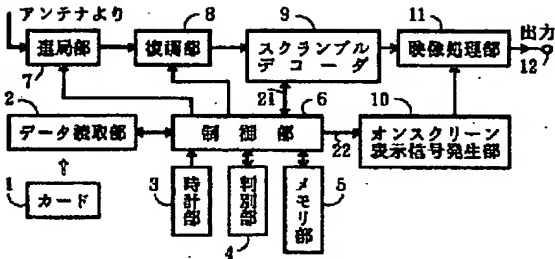 アンテナより
8
9
11
選局部
復調部
スクランブル
デコーダ
映像処理部
出力
12
7
21
2
6
10
データ読取部
制御部
22
オンスクリーン
表示信号発生部
1
カード
3
時計部
判別部
4
メモリ部
5